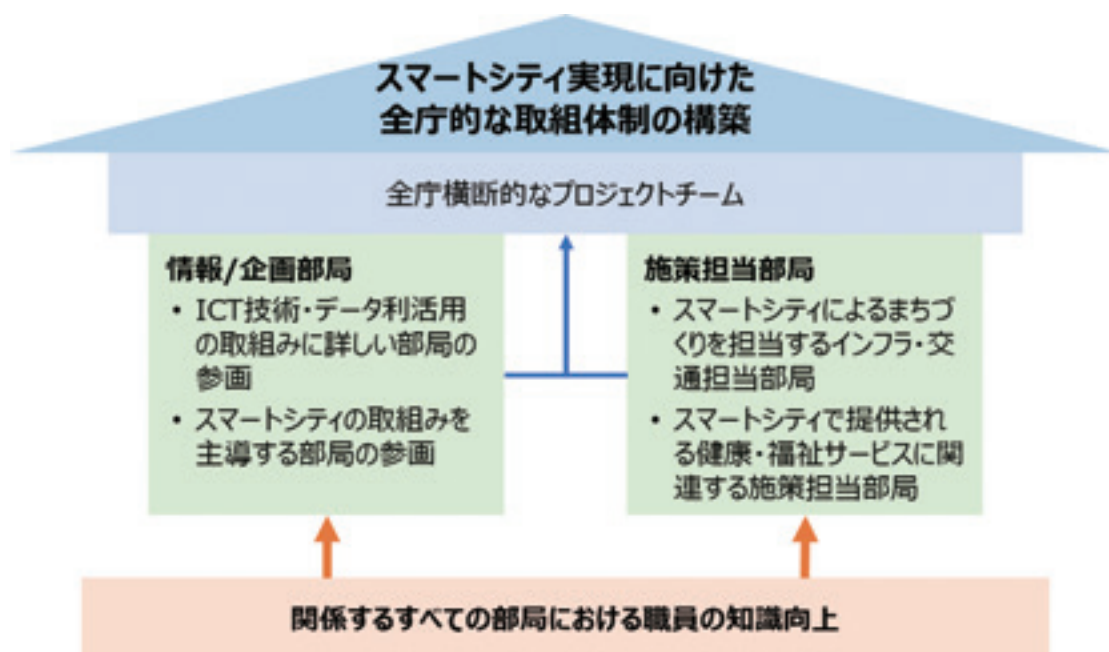 スマートシティ実現に向けた
全庁的な取組体制の構築
全庁横断的なプロジェクトチーム
情報/企画部局
• ICT技術・データ利活用
の取組みに詳しい部局の
参画
• スマートシティの取組みを
主導する部局の参画
施策担当部局
• スマートシティによるまちづ
くりを担当するインフラ・交
通担当部局
• スマートシティで提供され
る健康・福祉サービスに関
連する施策担当部局
関係するすべての部局における職員の知識向上